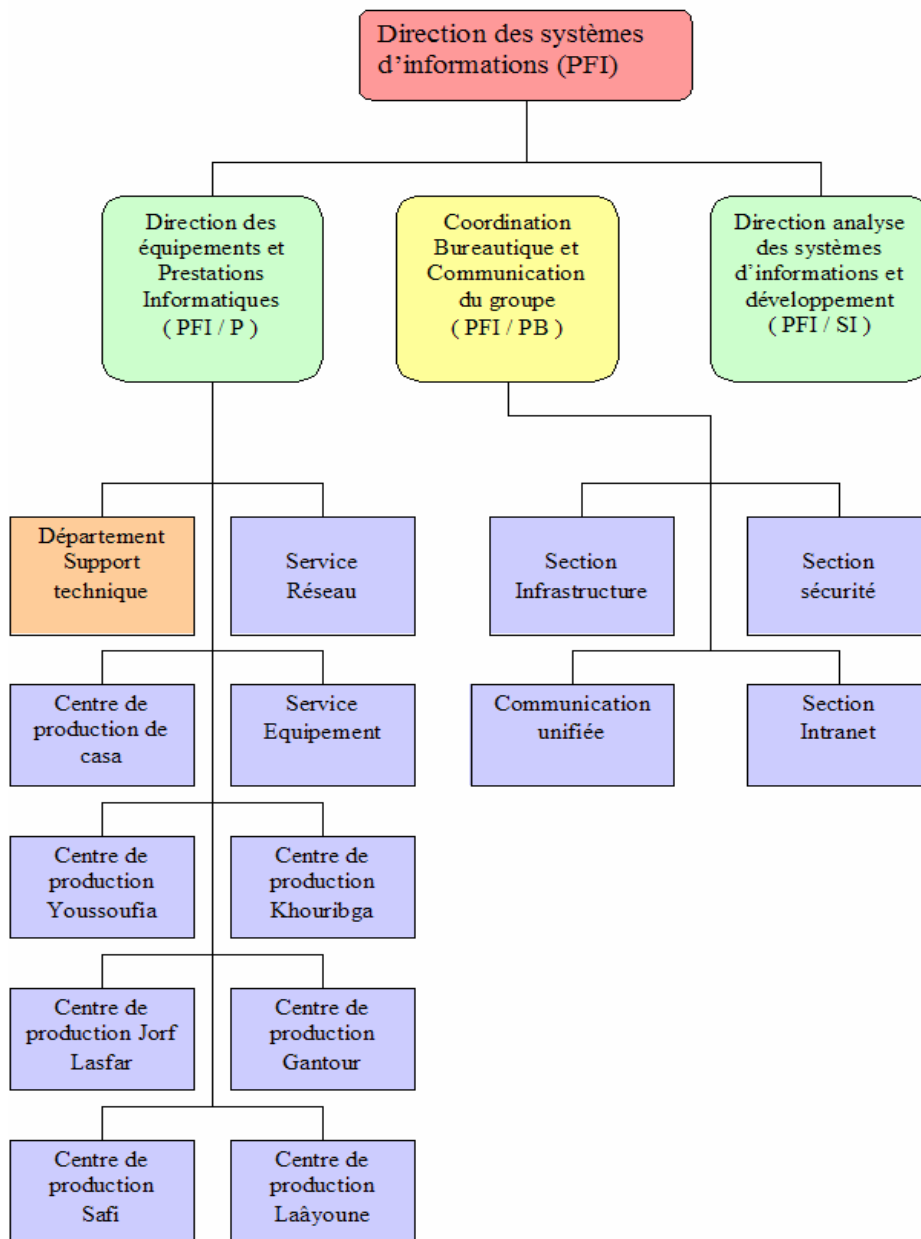 Direction des systèmes
d'informations (PFI)
Direction des
équipements et
Prestations
Informatiques
( PFI / P )
Coordination
Bureautique et
Communication
du groupe
( PFI / PB )
Direction analyse
des systèmes
d'informations et
développement
( PFI / SI )
Département
Support
technique
Service
Réseau
Section
Infrastructure
Section
sécurité
Centre de
production de
casa
Service
Equipement
Communication
unifiée
Section
Intranet
Centre de
production
Youssoufia
Centre de
production
Khouribga
Centre de
production Jorf
Lasfar
Centre de
production
Gantour
Centre de
production
Safi
Centre de
production
Laâyoune